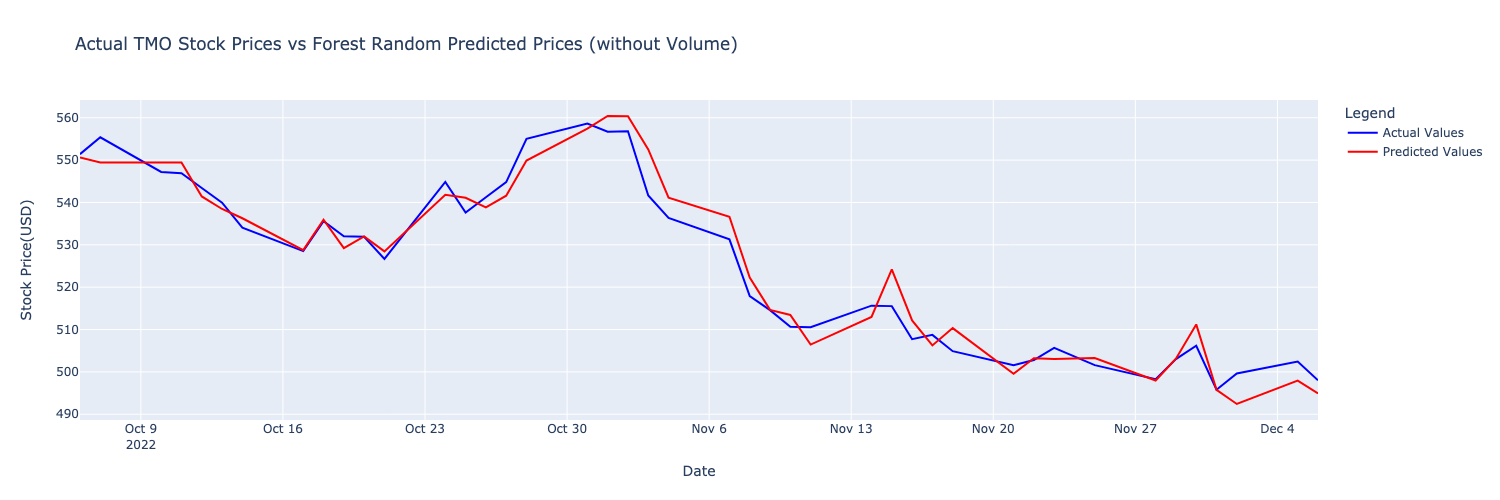 Actual TMO Stock Prices vs Forest Random Predicted Prices (without Volume)
Legend
Actual Values
Predicted Values
Stock Price(USD)
560
550
540
530
520
510
500
490
Oct 9
2022
Oct 16
Oct 23
Oct 30
Nov 6
Nov 13
Nov 20
Nov 27
Dec 4
Date